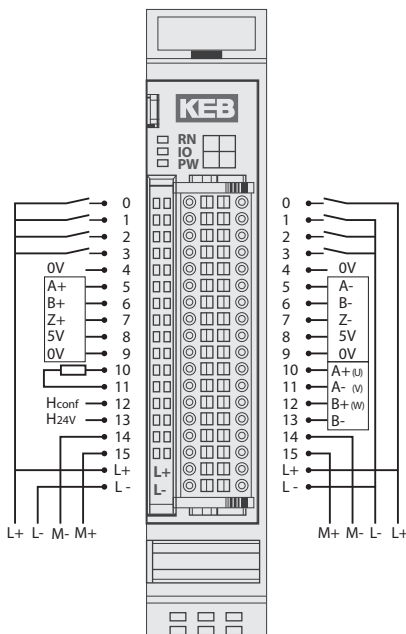 KEB
RN
IO
PW
0 0
1 1
2 2
3 3
0V 4 4 0V
A+ 5 5 A-
B+ 6 6 B-
Z+ 7 7 Z-
5V 8 8 5V
0V 9 9 0V
10 10 A+(U)
11 11 A- (V)
Hconf 12 12 B+(W)
H24V 13 13 B-
14 14
15 15
L+ L+ L+
L - L- L -
L+ L- M- M+ M+ M- L- L+